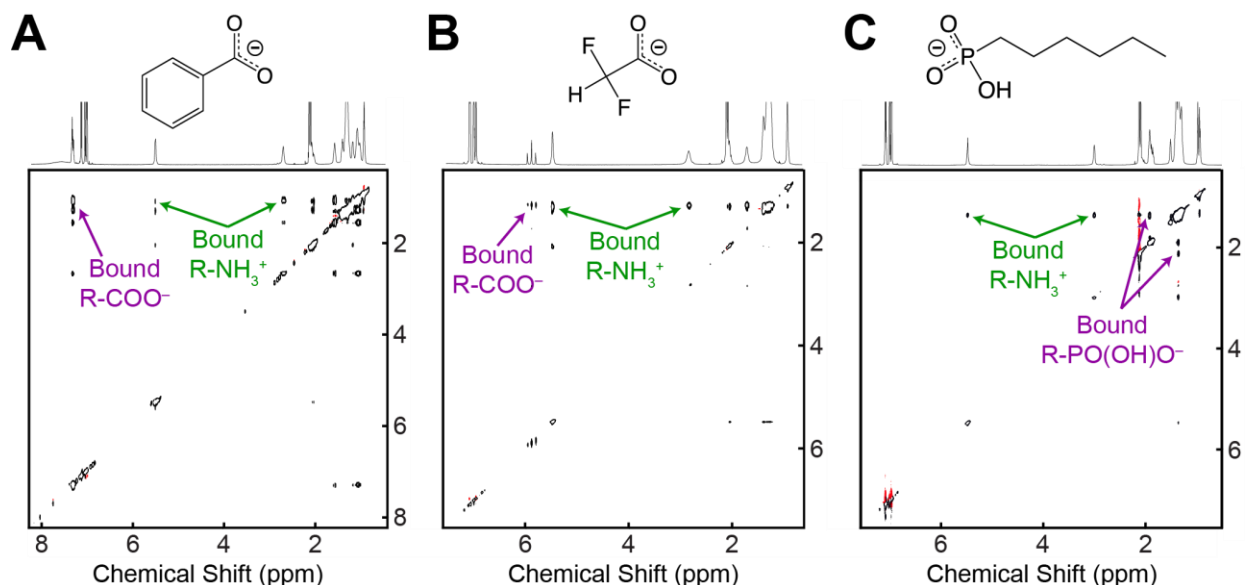 A
B
C
O
⊖
O
F
H
F
O
⊖
O
O
⊖
P
O
OH
Bound
R-COO⁻
Bound
R-NH₃⁺
2
4
6
8
8 6 4 2
Chemical Shift (ppm)
Bound
R-COO⁻
Bound
R-NH₃⁺
2
4
6
6 4 2
Chemical Shift (ppm)
Bound
R-NH₃⁺
Bound
R-PO(OH)O⁻
2
4
6
6 4 2
Chemical Shift (ppm)